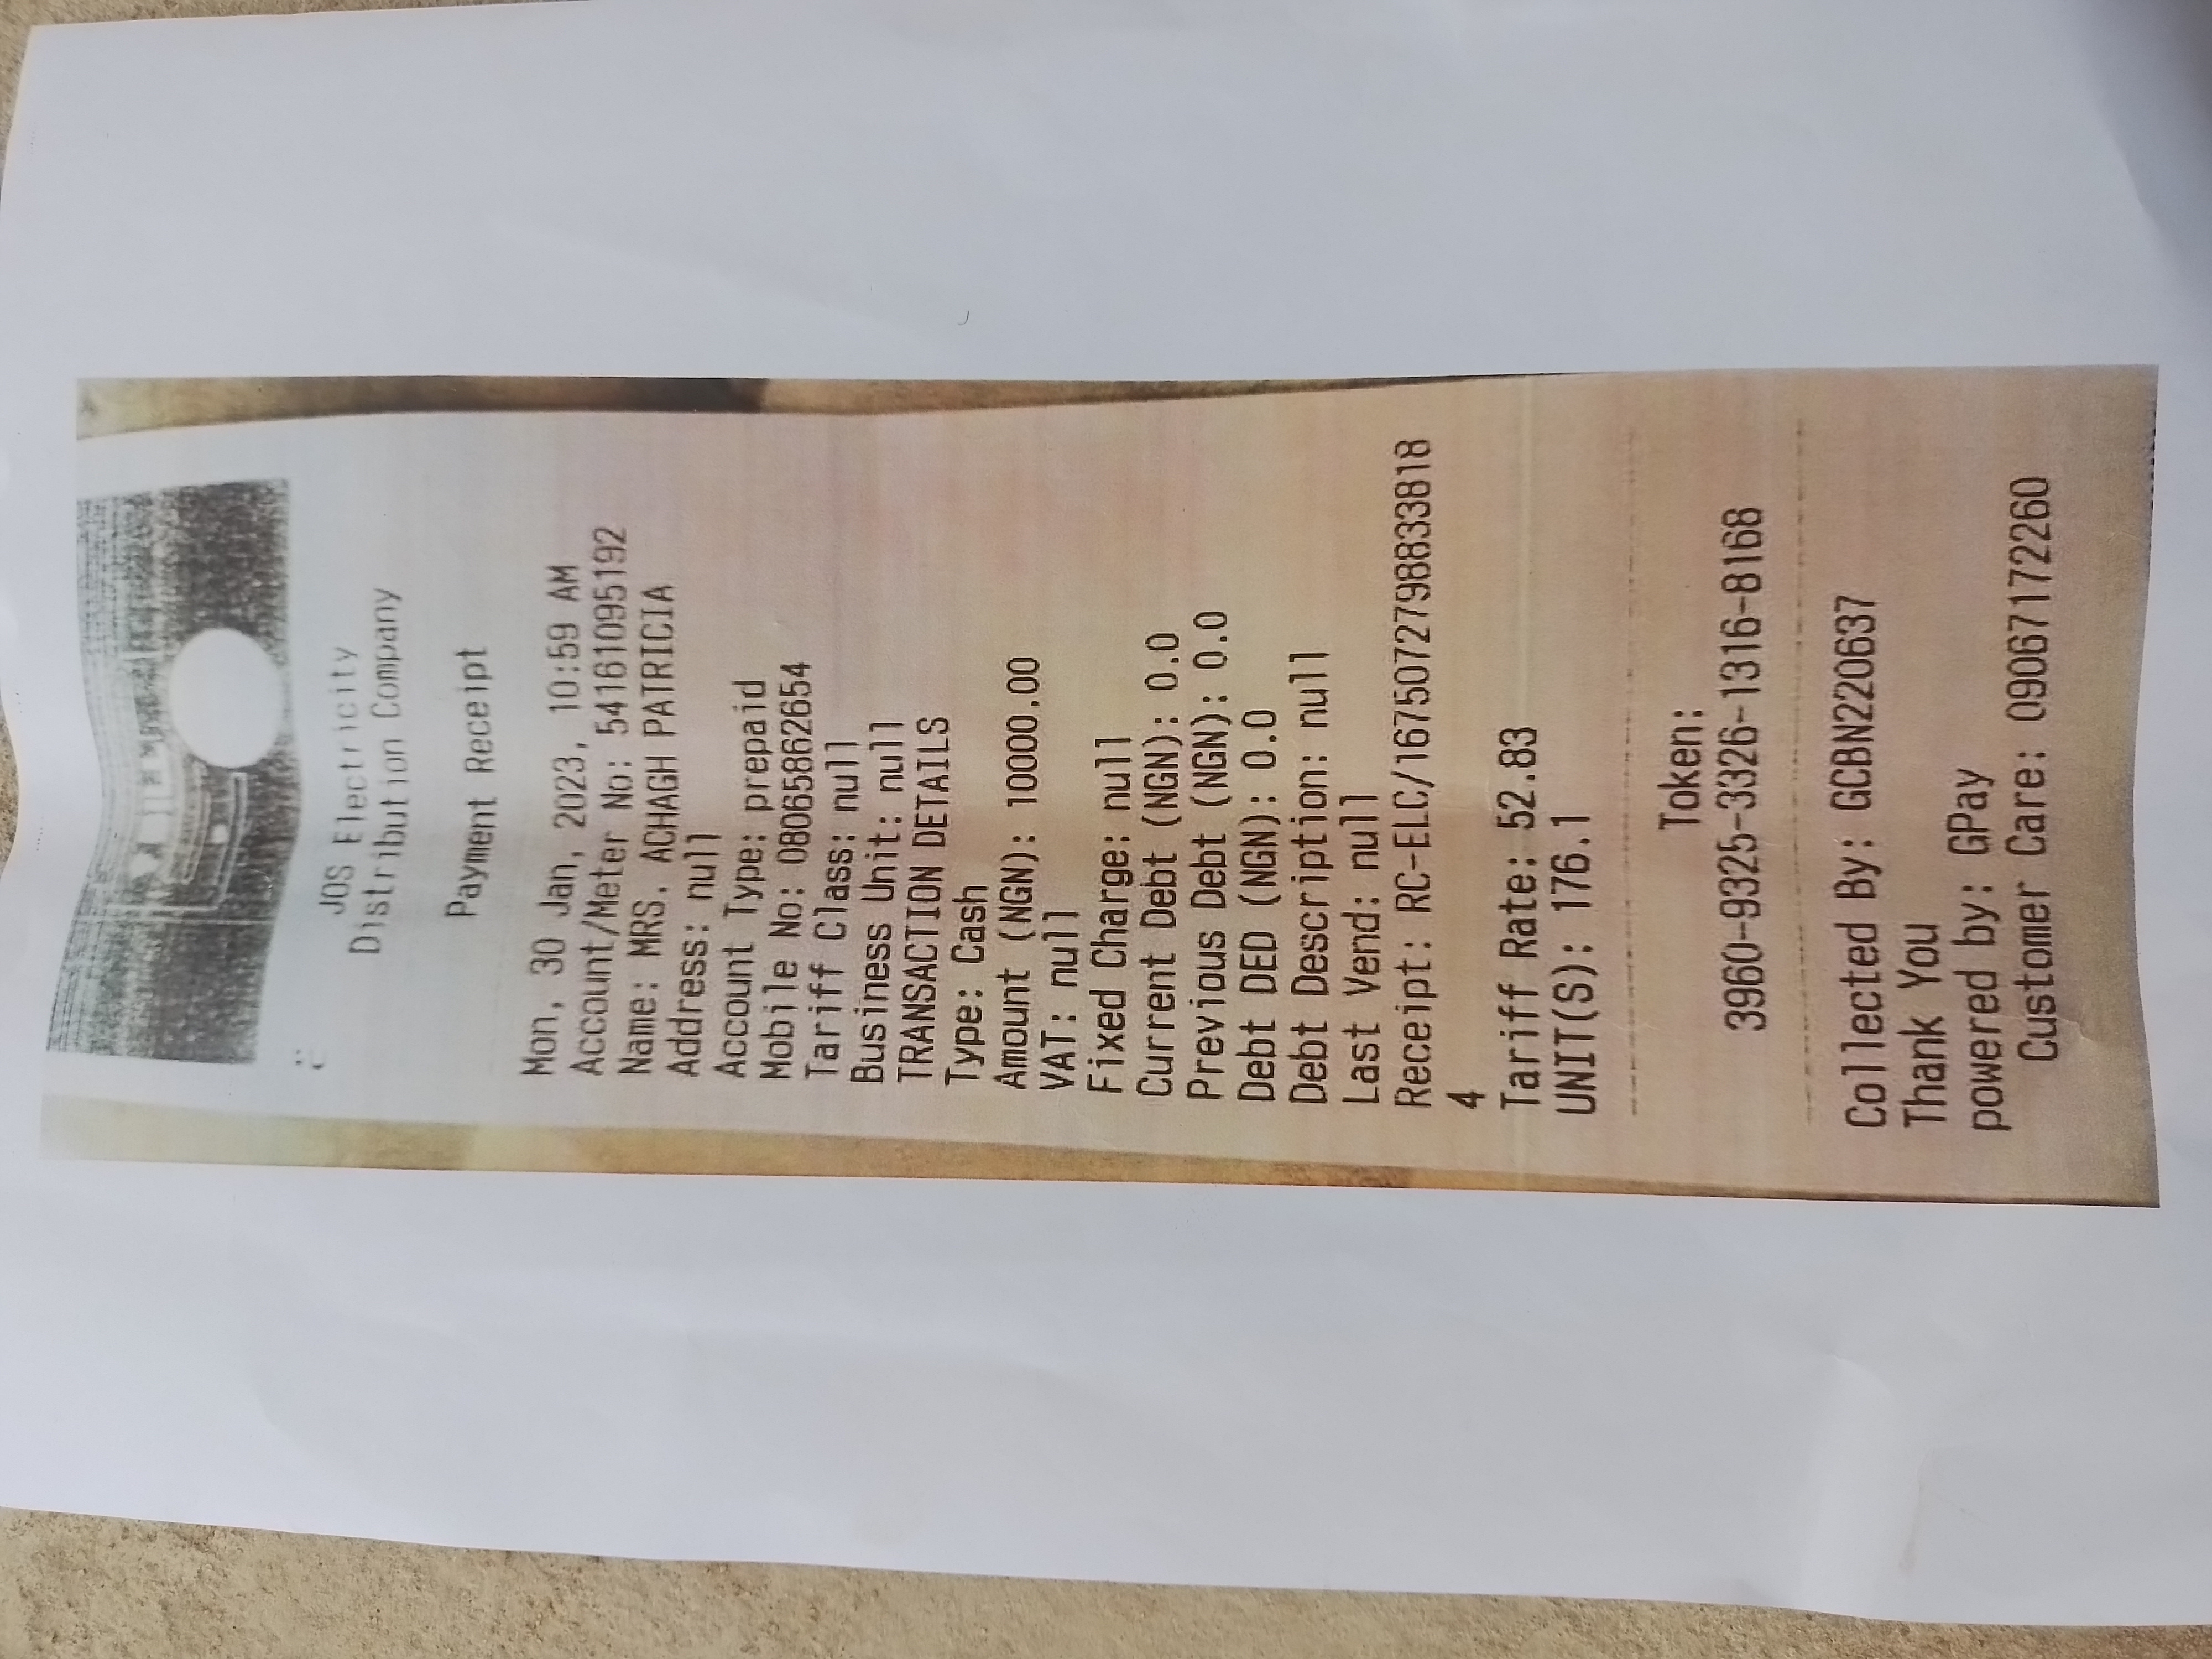 JOS Electricity
Distribution Company
Payment Receipt
Mon, 30 Jan, 2023, 10:59 AM
Account/Meter No: 541610951​92
Name: MRS. ACHAGH PATRICIA
Address: null
Account Type: prepaid
Mobile No: 08065862654
Tariff Class: null
Business Unit: null
TRANSACTION DETAILS
Type: Cash
Amount (NGN): 10000.00
VAT: null
Fixed Charge: null
Current Debt (NGN): 0.0
Previous Debt (NGN): 0.0
Debt DED (NGN): 0.0
Debt Description: null
Last Vend: null
Receipt: RC-ELC/1675072798833818
4
Tariff Rate: 52.83
UNIT(S): 176.1
Token:
3960-9325-3326-1316-8168
Collected By: GCBN220637
Thank You
powered by: GPay
Customer Care: 09067172260